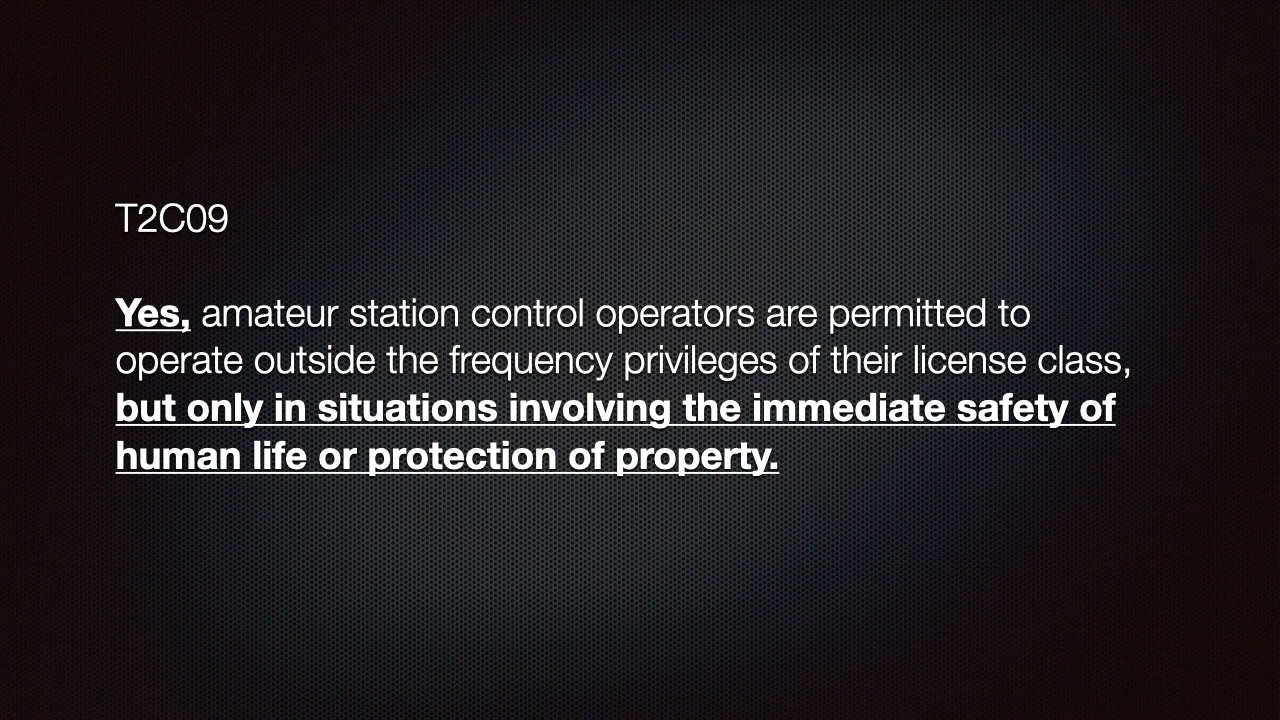 T2C09
Yes, amateur station control operators are permitted to
operate outside the frequency privileges of their license class,
but only in situations involving the immediate safety of
human life or protection of property.